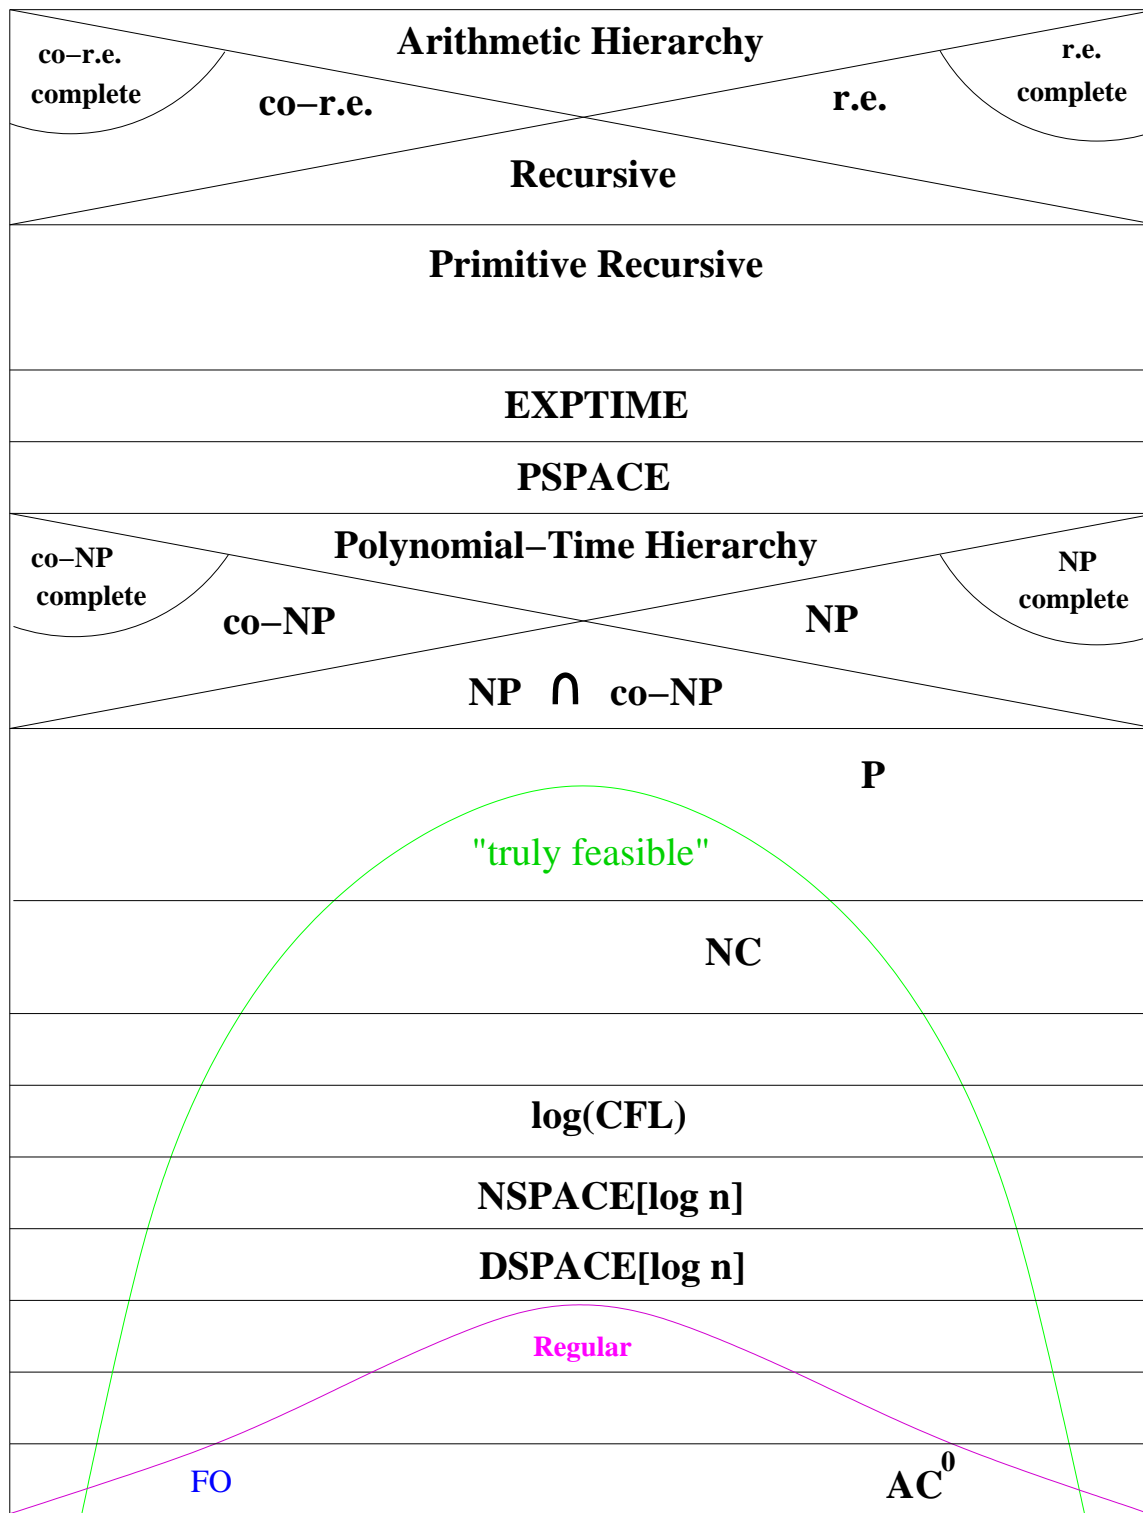 Arithmetic Hierarchy
co−r.e.
complete
co−r.e.
r.e.
r.e.
complete
Recursive
Primitive Recursive
EXPTIME
PSPACE
Polynomial−Time Hierarchy
co−NP
complete
co−NP
NP
NP
complete
NP ∩ co−NP
P
"truly feasible"
NC
log(CFL)
NSPACE[log n]
DSPACE[log n]
Regular
FO
AC⁰